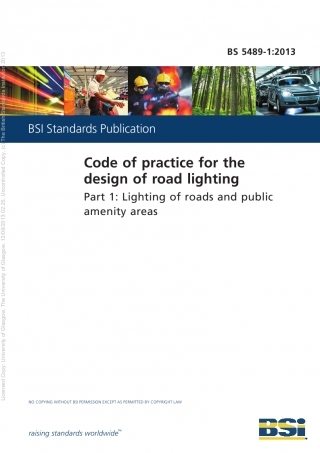 BS 5489-1:2013
BSI Standards Publication
Code of practice for the
design of road lighting
Part 1: Lighting of roads and public
amenity areas
NO COPYING WITHOUT BSI PERMISSION EXCEPT AS PERMITTED BY COPYRIGHT LAW
raising standards worldwide™
bsi.